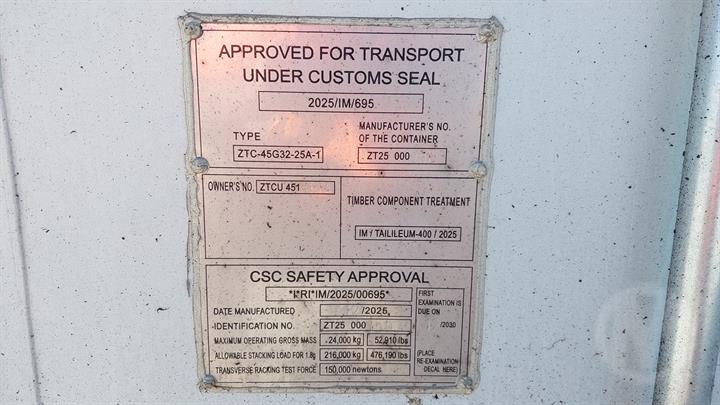 APPROVED FOR TRANSPORT
UNDER CUSTOMS SEAL
2025/IM/695
TYPE
ZTC-45G32-25A-1
MANUFACTURER'S NO.
OF THE CONTAINER
ZT25 000
OWNER'S NO. ZTCU 451
TIMBER COMPONENT TREATMENT
IM / TAILILEUM-400 / 2025
CSC SAFETY APPROVAL
*I*RI*IM/2025/00695*
DATE MANUFACTURED /2025
IDENTIFICATION NO. ZT25 000
MAXIMUM OPERATING GROSS MASS 24,000 kg 52,910 lbs
ALLOWABLE STACKING LOAD FOR 1.8g 216,000 kg 476,190 lbs
TRANSVERSE RACKING TEST FORCE 150,000 newtons
FIRST
EXAMINATION IS
DUE ON
/2030
(PLACE
RE-EXAMINATION
DECAL HERE)